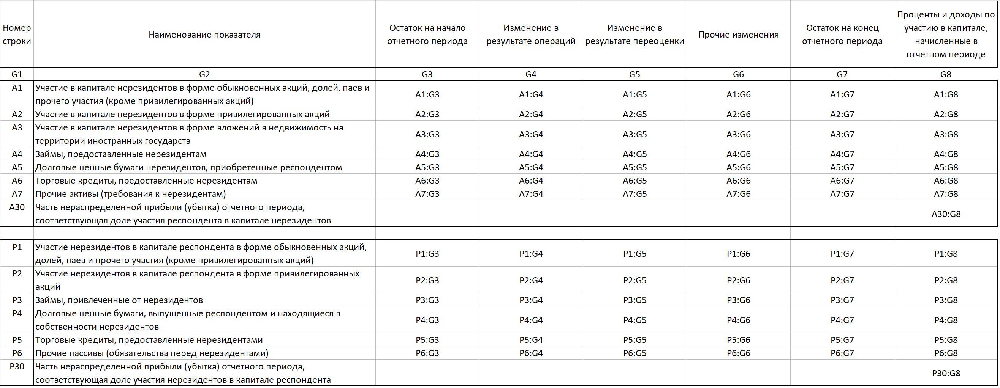 Номер строки
Наименование показателя
Остаток на начало отчетного периода
Изменение в результате операций
Изменение в результате переоценки
Прочие изменения
Остаток на конец отчетного периода
Проценты и доходы по участию в капитале, начисленные в отчетном периоде
G1 G2 G3 G4 G5 G6 G7 G8
A1 Участие в капитале нерезидентов в форме обыкновенных акций, долей, паев и
прочего участия (кроме привилегированных акций) A1:G3 A1:G4 A1:G5 A1:G6 A1:G7 A1:G8
A2 Участие в капитале нерезидентов в форме привилегированных акций A2:G3 A2:G4 A2:G5 A2:G6 A2:G7 A2:G8
A3 Участие в капитале нерезидентов в форме вложений в недвижимость на
территории иностранных государств A3:G3 A3:G4 A3:G5 A3:G6 A3:G7 A3:G8
A4 Займы, предоставленные нерезидентам A4:G3 A4:G4 A4:G5 A4:G6 A4:G7 A4:G8
A5 Долговые ценные бумаги нерезидентов, приобретенные респондентом A5:G3 A5:G4 A5:G5 A5:G6 A5:G7 A5:G8
A6 Торговые кредиты, предоставленные нерезидентам A6:G3 A6:G4 A6:G5 A6:G6 A6:G7 A6:G8
A7 Прочие активы (требования к нерезидентам) A7:G3 A7:G4 A7:G5 A7:G6 A7:G7 A7:G8
A30 Часть нераспределенной прибыли (убытка) отчетного периода,
соответствующая доле участия респондента в капитале нерезидентов A30:G8
P1 Участие нерезидентов в капитале респондента в форме обыкновенных акций,
долей, паев и прочего участия (кроме привилегированных акций) P1:G3 P1:G4 P1:G5 P1:G6 P1:G7 P1:G8
P2 Участие нерезидентов в капитале респондента в форме привилегированных
акций P2:G3 P2:G4 P2:G5 P2:G6 P2:G7 P2:G8
P3 Займы, привлеченные от нерезидентов P3:G3 P3:G4 P3:G5 P3:G6 P3:G7 P3:G8
P4 Долговые ценные бумаги, выпущенные респондентом и находящиеся в
собственности нерезидентов P4:G3 P4:G4 P4:G5 P4:G6 P4:G7 P4:G8
P5 Торговые кредиты, предоставленные нерезидентами P5:G3 P5:G4 P5:G5 P5:G6 P5:G7 P5:G8
P6 Прочие пассивы (обязательства перед нерезидентами) P6:G3 P6:G4 P6:G5 P6:G6 P6:G7 P6:G8
P30 Часть нераспределенной прибыли (убытка) отчетного периода,
соответствующая доле участия нерезидентов в капитале респондента P30:G8